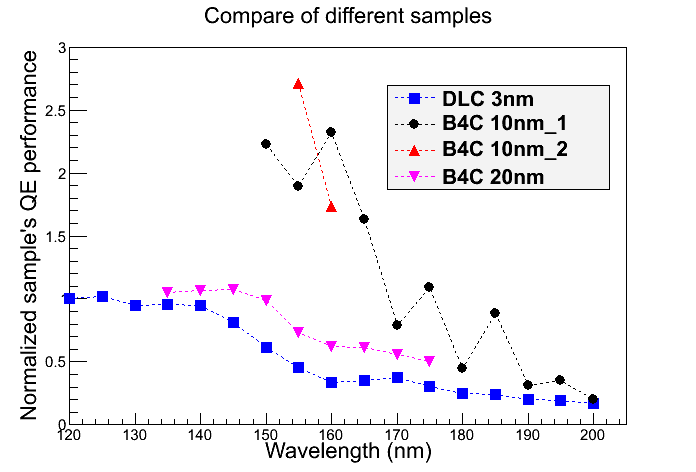 Compare of different samples
Normalized sample's QE performance
3
2.5
2
1.5
1
0.5
0
DLC 3nm
B4C 10nm_1
B4C 10nm_2
B4C 20nm
120 130 140 150 160 170 180 190 200
Wavelength (nm)